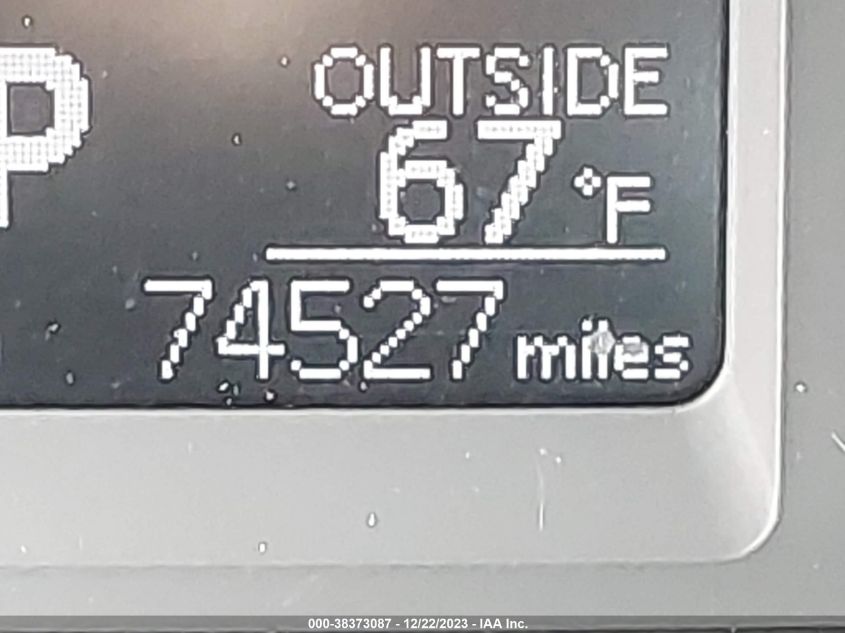 P
OUTSIDE
67°F
74527 miles
000-38373087 - 12/22/2023 - IAA Inc.